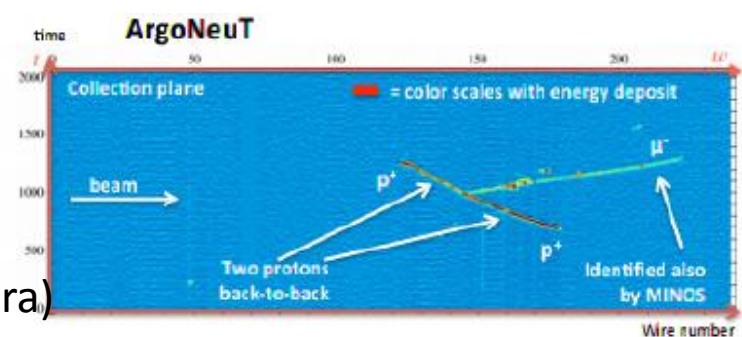 time ArgoNeuT
50 100 150 200
2000
Collection plane = color scales with energy deposit
1500
μ⁻
p⁺
beam
1000
500
p⁺
Two protons Identified also
back-to-back by MINOS
ra)
Wire number